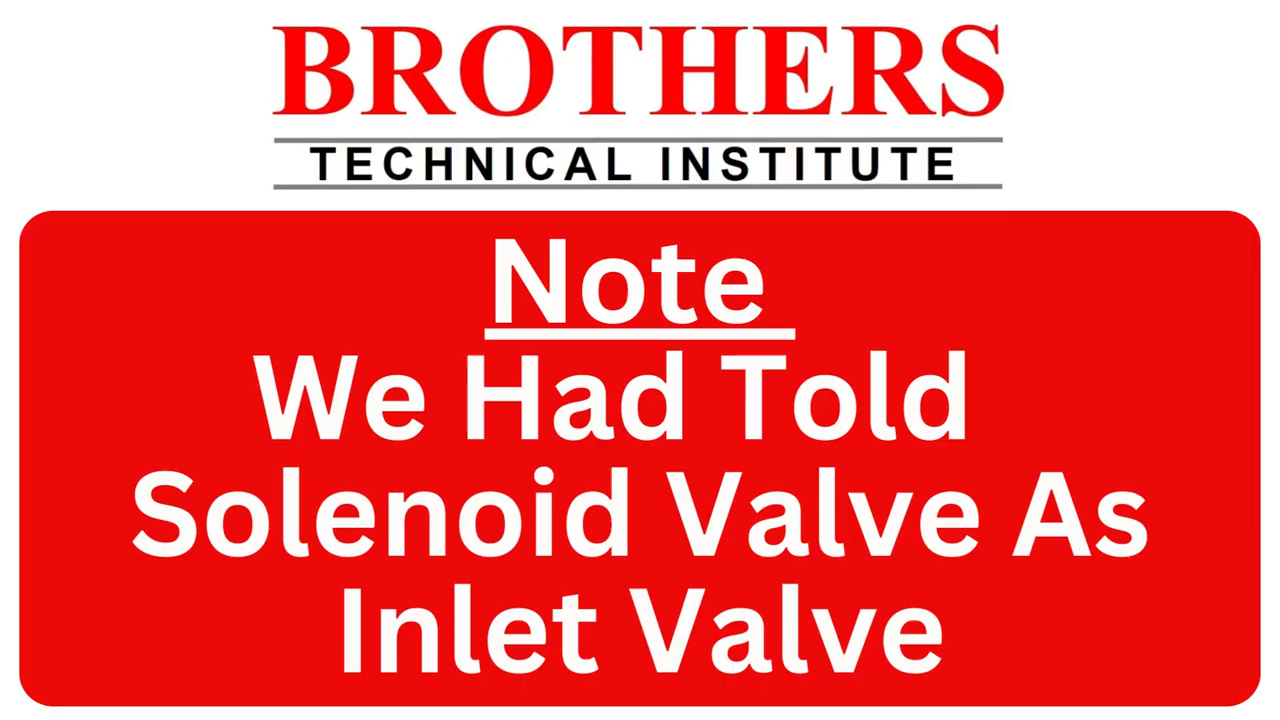 BROTHERS
TECHNICAL INSTITUTE
Note
We Had Told
Solenoid Valve As
Inlet Valve